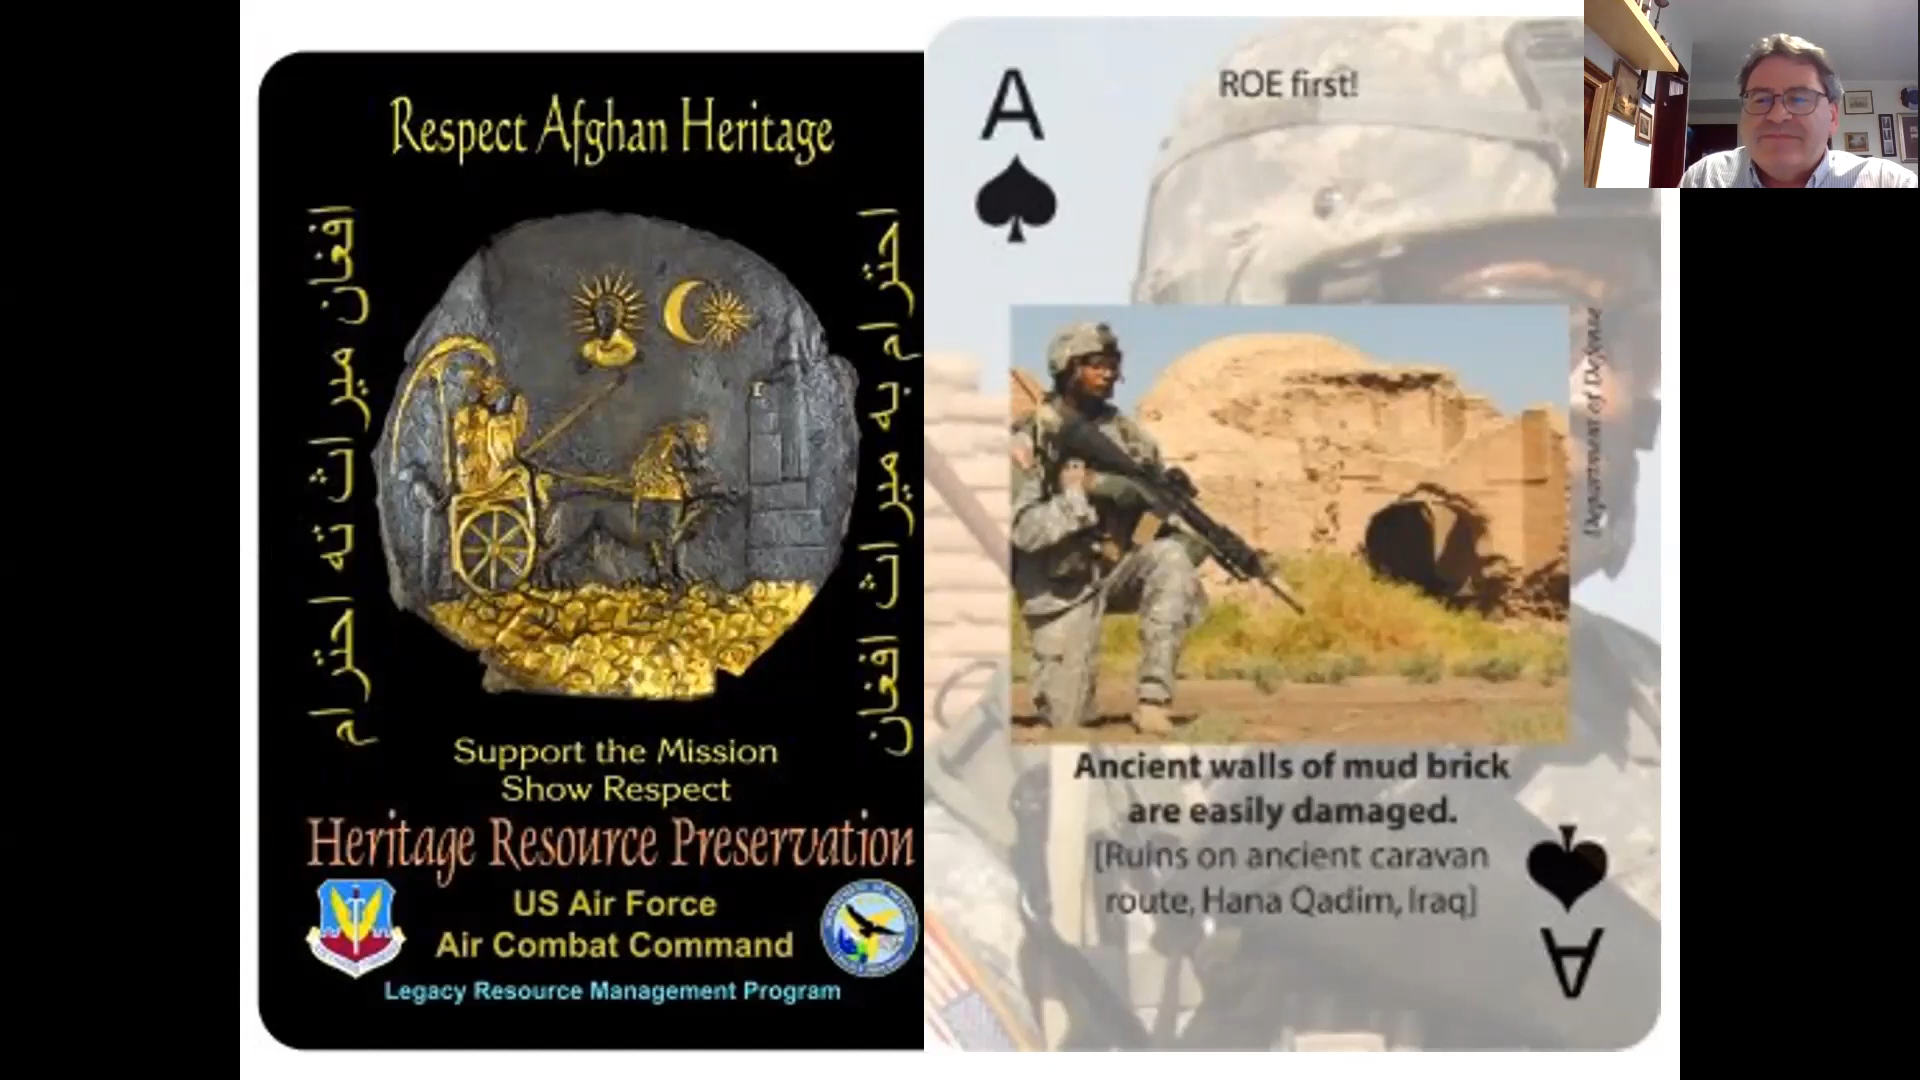 Respect Afghan Heritage
افغان میراث ته احترام
احترام به میراث افغان
Support the Mission
Show Respect
Heritage Resource Preservation
US Air Force
Air Combat Command
Legacy Resource Management Program
A
ROE first!
Department of Defense
Ancient walls of mud brick
are easily damaged.
[Ruins on ancient caravan
route, Hana Qadim, Iraq]
A